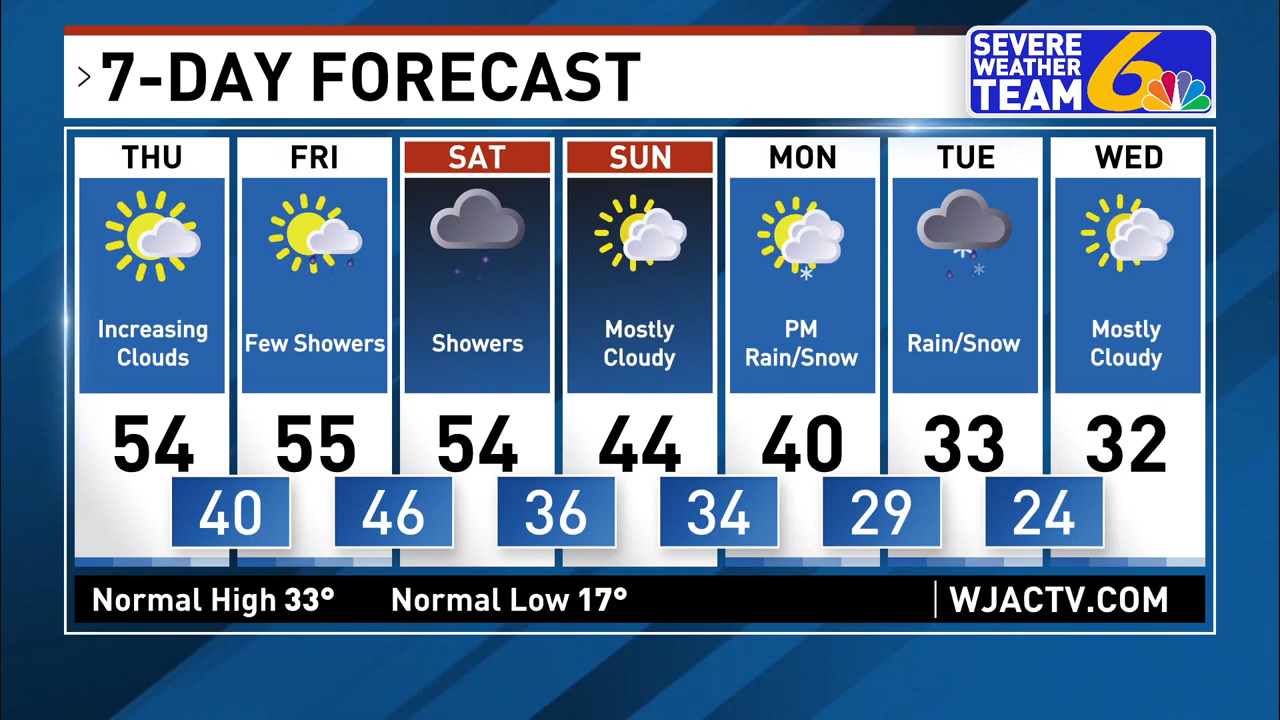 > 7-DAY FORECAST
SEVERE
WEATHER
TEAM
6
THU FRI SAT SUN MON TUE WED
Increasing
Clouds
Few Showers
Showers
Mostly
Cloudy
PM
Rain/Snow
Rain/Snow
Mostly
Cloudy
54 55 54 44 40 33 32
40 46 36 34 29 24
Normal High 33° Normal Low 17° | WJACTV.COM